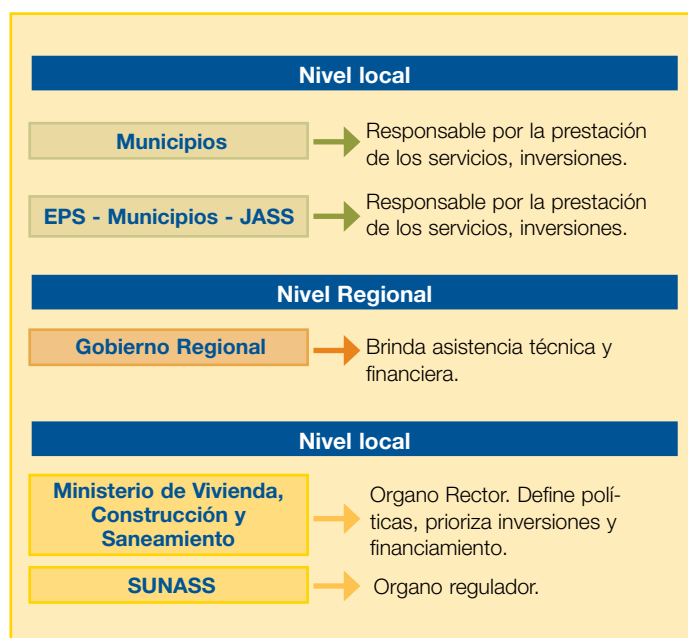 Nivel local
Municipios
Responsable por la prestación
de los servicios, inversiones.
EPS - Municipios - JASS
Responsable por la prestación
de los servicios, inversiones.
Nivel Regional
Gobierno Regional
Brinda asistencia técnica y
financiera.
Nivel local
Ministerio de Vivienda,
Construcción y
Saneamiento
Organo Rector. Define polí-
ticas, prioriza inversiones y
financiamiento.
SUNASS
Organo regulador.